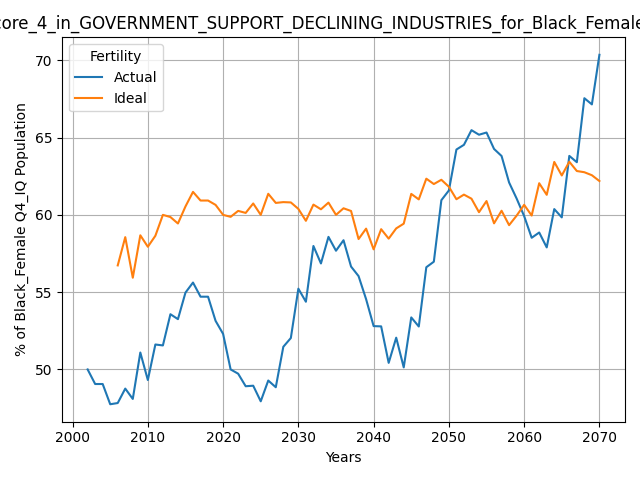 core_4_in_GOVERNMENT_SUPPORT_DECLINING_INDUSTRIES_for_Black_Female
Fertility
Actual
Ideal
% of Black_Female Q4_IQ Population
70
65
60
55
50
2000 2010 2020 2030 2040 2050 2060 2070
Years